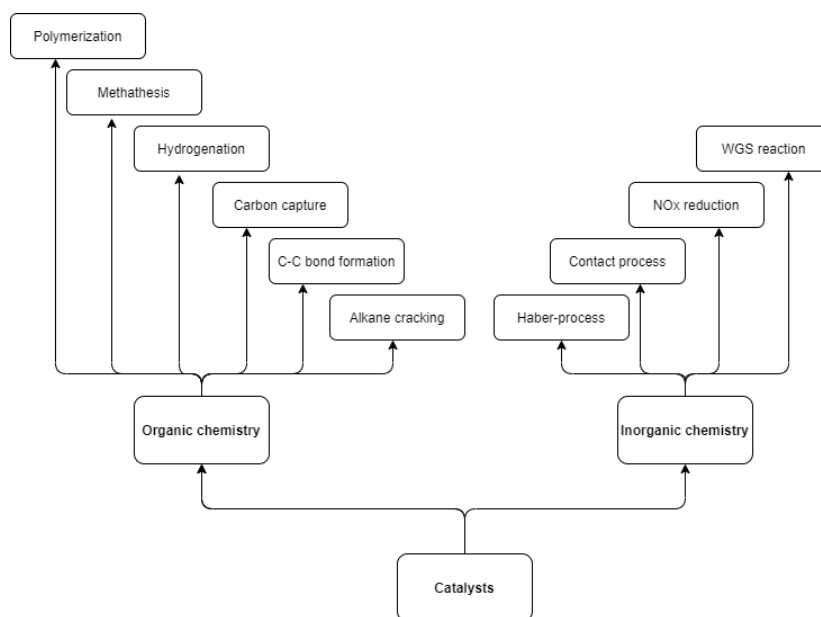 Polymerization
Methathesis
Hydrogenation
WGS reaction
Carbon capture
NOx reduction
C-C bond formation
Contact process
Alkane cracking
Haber-process
Organic chemistry
Inorganic chemistry
Catalysts